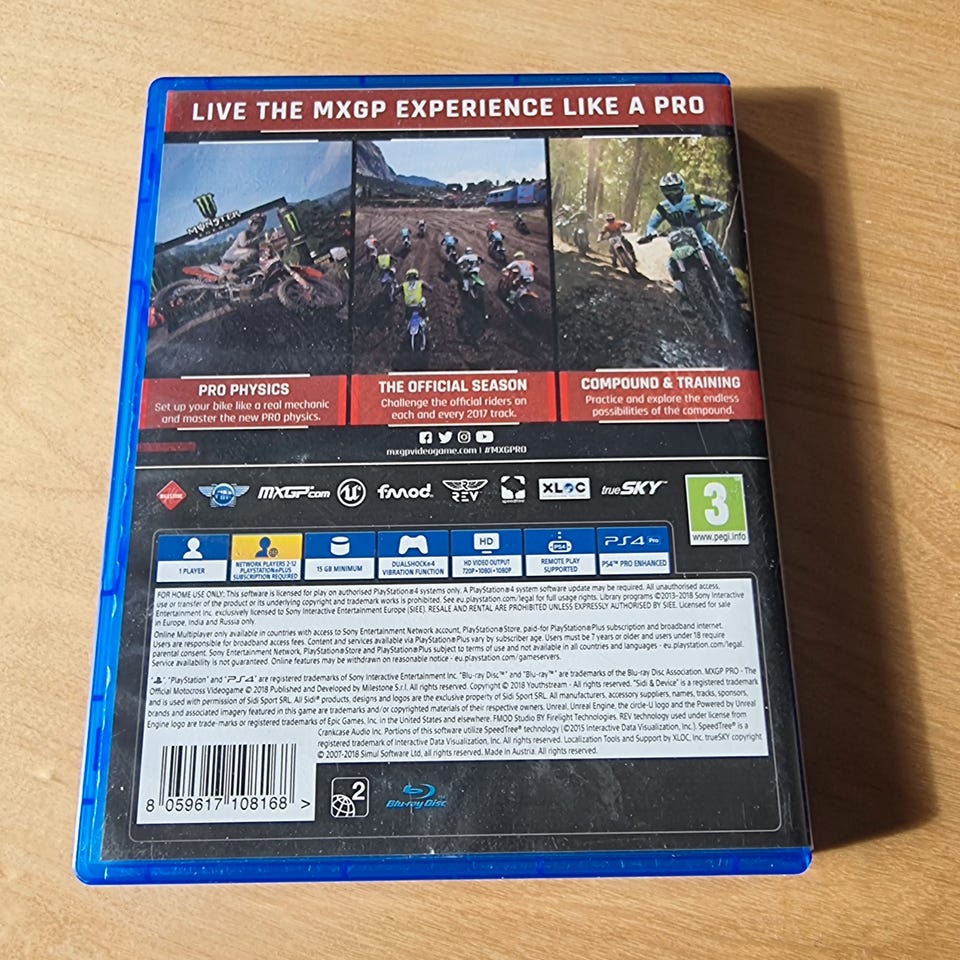 LIVE THE MXGP EXPERIENCE LIKE A PRO
MONSTER
ENERGY
PRO PHYSICS
Set up your bike like a real mechanic
and master the new PRO physics.
THE OFFICIAL SEASON
Challenge the official riders on
each and every 2017 track.
COMPOUND & TRAINING
Practice and explore the endless
possibilities of the compound.
mxgpvideogame.com | #MXGPRO
MILESTONE
MXGP.com
fmod
REV
speedtree
XLOC
trueSKY™
3
www.pegi.info
1 PLAYER
NETWORK PLAYERS 2-12
PLAYSTATION®PLUS
SUBSCRIPTION REQUIRED
15 GB MINIMUM
DUALSHOCK®4
VIBRATION FUNCTION
HD
HD VIDEO OUTPUT
720P • 1080i • 1080P
PS4
REMOTE PLAY
SUPPORTED
PS4 Pro
PS4™ PRO ENHANCED
FOR HOME USE ONLY: This software is licensed for play on authorised PlayStation®4 systems only. A PlayStation®4 system software update may be required. All unauthorised access,
use or transfer of the product or its underlying copyright and trademark works is prohibited. See eu.playstation.com/legal for full usage rights. Library programs ©2013-2018 Sony Interactive
Entertainment Inc. exclusively licensed to Sony Interactive Entertainment Europe (SIEE). RESALE AND RENTAL ARE PROHIBITED UNLESS EXPRESSLY AUTHORISED BY SIEE. Licensed for sale
in Europe, India and Russia only.
Online Multiplayer only available in countries with access to Sony Entertainment Network account, PlayStation®Store, paid-for PlayStation®Plus subscription and broadband internet.
Users are responsible for broadband access fees. Content and services available via PlayStation®Plus vary by subscriber age. Users must be 7 years or older and users under 18 require
parental consent. Sony Entertainment Network, PlayStation®Store and PlayStation®Plus subject to terms of use and not available in all countries and languages - eu.playstation.com/legal.
Service availability is not guaranteed. Online features may be withdrawn on reasonable notice - eu.playstation.com/gameservers.
", "PlayStation" and "PS4" are registered trademarks of Sony Interactive Entertainment Inc. "Blu-ray Disc™" and "Blu-ray™" are trademarks of the Blu-ray Disc Association. MXGP PRO - The
Official Motocross Videogame © 2018 Published and Developed by Milestone S.r.l. All rights reserved. Copyright © 2018 Youthstream - All rights reserved. "Sidi & Device" is a registered trademark
and is used with permission of Sidi Sport SRL. All Sidi® products, designs and logos are the exclusive property of Sidi Sport SRL. All manufacturers, accessory suppliers, names, tracks, sponsors,
brands and associated imagery featured in this game are trademarks and/or copyrighted materials of their respective owners. Unreal, Unreal Engine, the circle-U logo and the Powered by Unreal
Engine logo are trade-marks or registered trademarks of Epic Games, Inc. in the United States and elsewhere. FMOD Studio BY Firelight Technologies. REV technology used under license from
Crankcase Audio Inc. Portions of this software utilize SpeedTree® technology (©2015 Interactive Data Visualization, Inc.). SpeedTree® is a
registered trademark of Interactive Data Visualization, Inc. All rights reserved. Localization Tools and Support by XLOC, Inc. trueSKY copyright
© 2007-2018 Simul Software Ltd, all rights reserved. Made in Austria. All rights reserved.
8 059617 108168 >
2
Blu-ray Disc